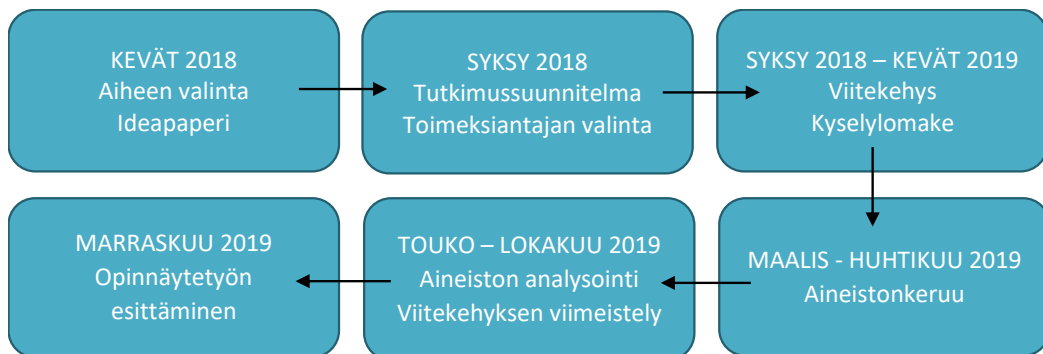 KEVÄT 2018
Aiheen valinta
Ideapaperi
SYKSY 2018
Tutkimussuunnitelma
Toimeksiantajan valinta
SYKSY 2018 – KEVÄT 2019
Viitekehys
Kyselylomake
MAALIS - HUHTIKUU 2019
Aineistonkeruu
TOUKO – LOKAKUU 2019
Aineiston analysointi
Viitekehyksen viimeistely
MARRASKUU 2019
Opinnäytetyön
esittäminen